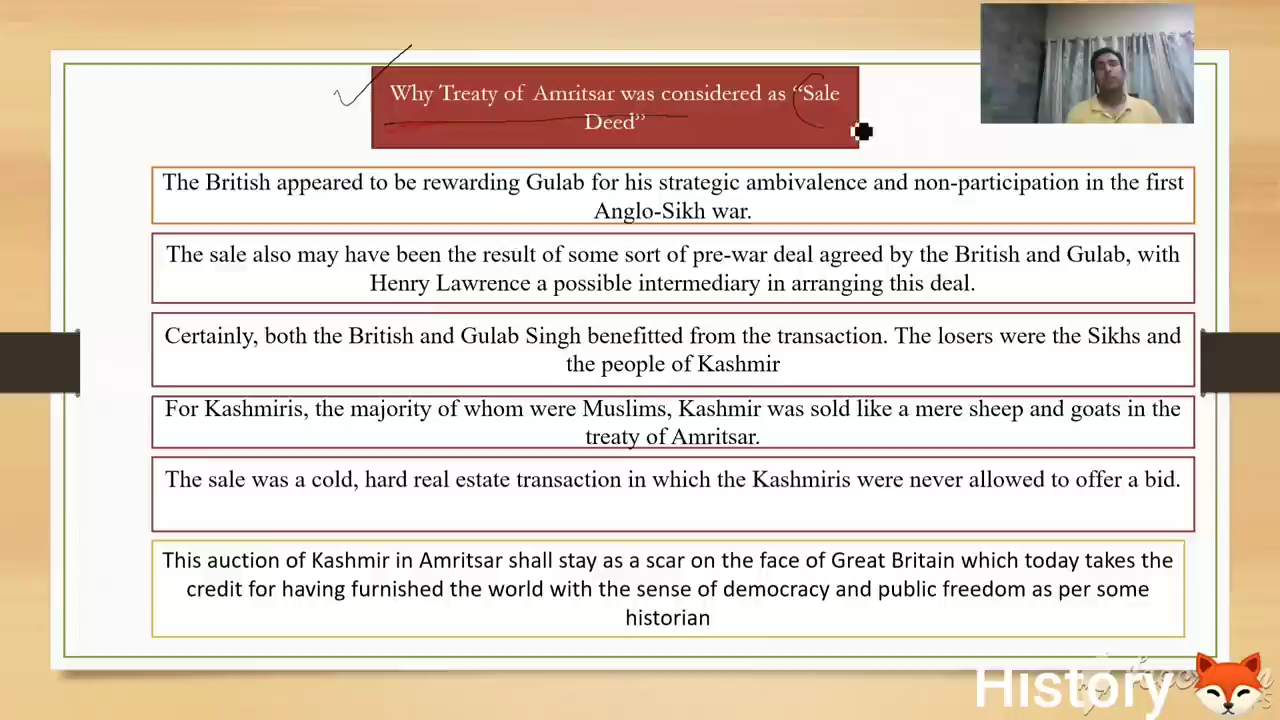 Why Treaty of Amritsar was considered as “Sale
Deed”
The British appeared to be rewarding Gulab for his strategic ambivalence and non-participation in the first
Anglo-Sikh war.
The sale also may have been the result of some sort of pre-war deal agreed by the British and Gulab, with
Henry Lawrence a possible intermediary in arranging this deal.
Certainly, both the British and Gulab Singh benefitted from the transaction. The losers were the Sikhs and
the people of Kashmir
For Kashmiris, the majority of whom were Muslims, Kashmir was sold like a mere sheep and goats in the
treaty of Amritsar.
The sale was a cold, hard real estate transaction in which the Kashmiris were never allowed to offer a bid.
This auction of Kashmir in Amritsar shall stay as a scar on the face of Great Britain which today takes the
credit for having furnished the world with the sense of democracy and public freedom as per some
historian
History